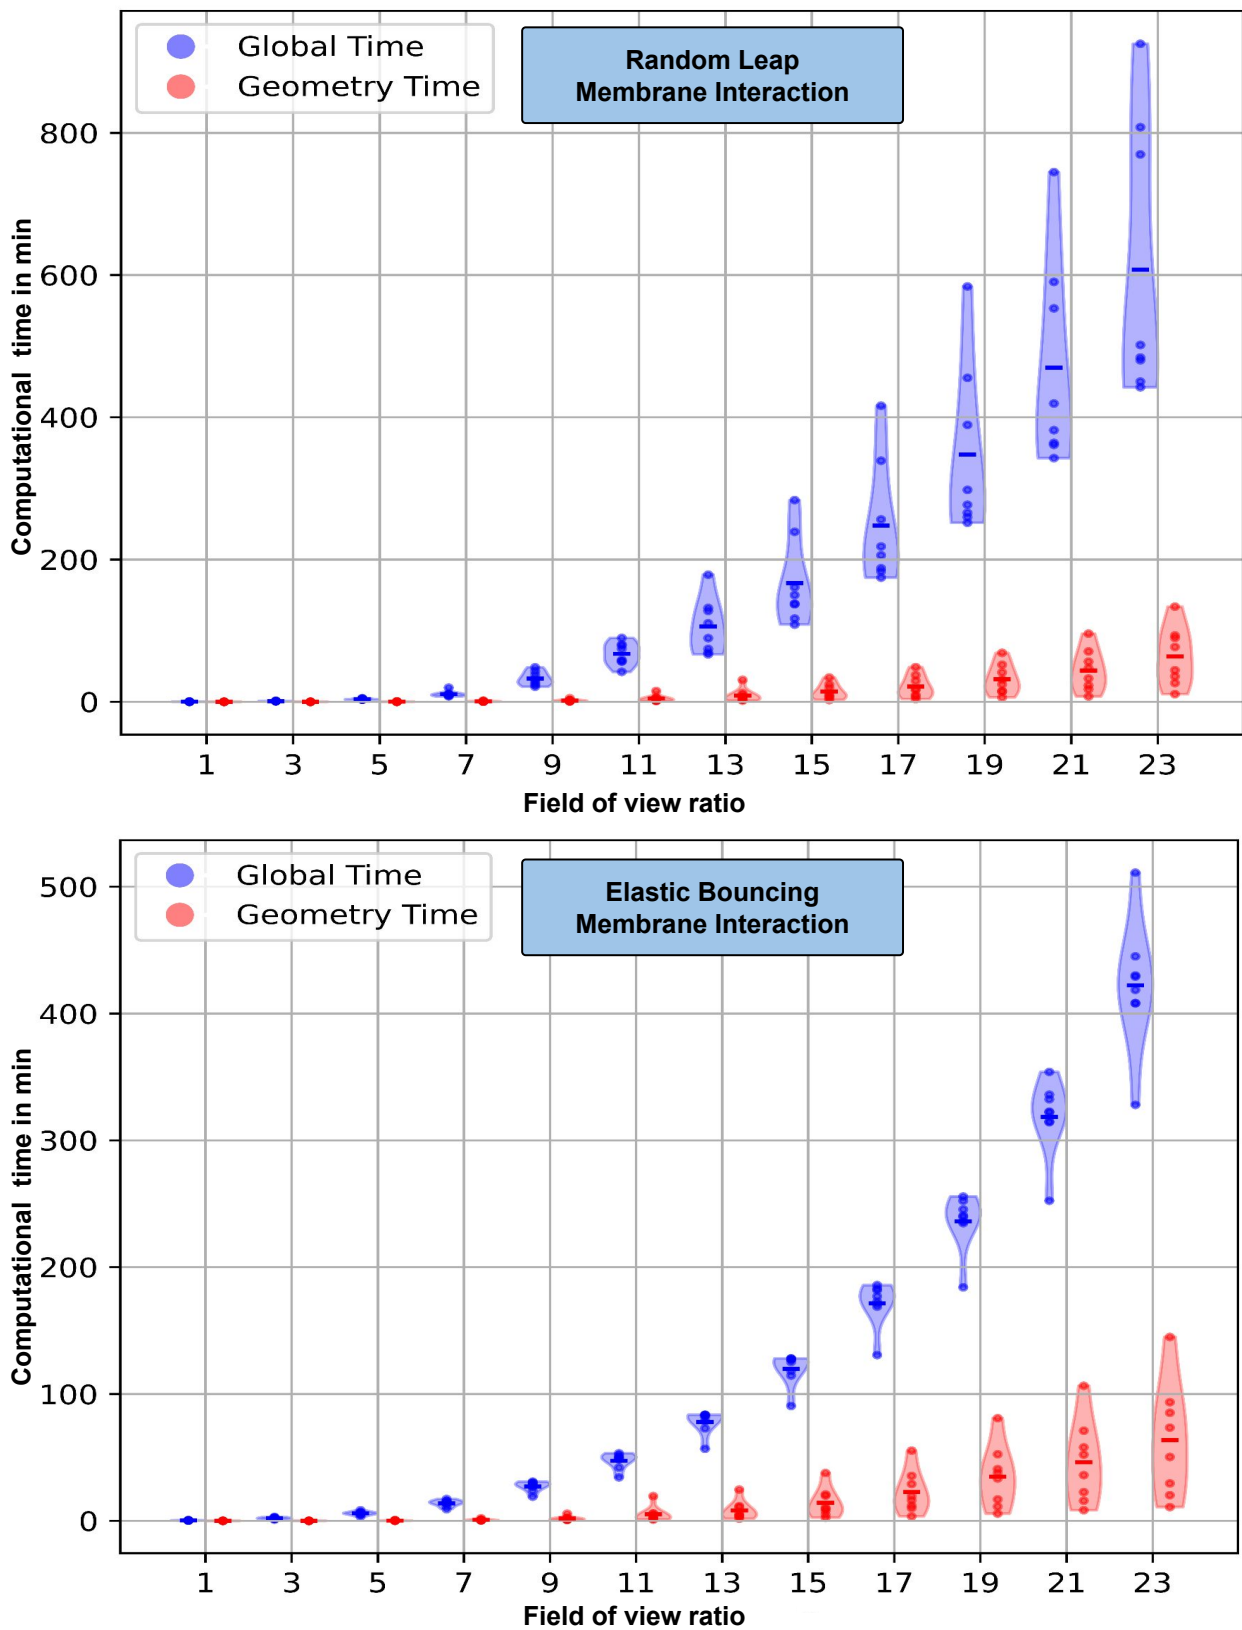 Global Time
Geometry Time
Random Leap
Membrane Interaction
800
600
400
200
0
Computational time in min
1 3 5 7 9 11 13 15 17 19 21 23
Field of view ratio
Global Time
Geometry Time
Elastic Bouncing
Membrane Interaction
500
400
300
200
100
0
Computational time in min
1 3 5 7 9 11 13 15 17 19 21 23
Field of view ratio